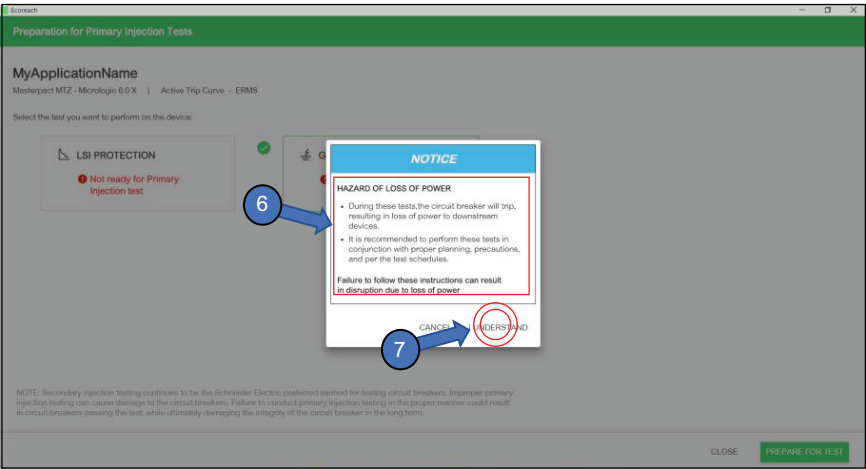 Ecoreach
Preparation for Primary Injection Tests
MyApplicationName
Masterpact MTZ - Micrologic 6.0 X | Active Trip Curve - ERMS
Select the test you want to perform on the device:
LSI PROTECTION
Not ready for Primary
Injection test
G
NOTICE
HAZARD OF LOSS OF POWER
• During these tests,the circuit breaker will trip,
resulting in loss of power to downstream
devices.
• It is recommended to perform these tests in
conjunction with proper planning, precautions,
and per the test schedules.
Failure to follow these instructions can result
in disruption due to loss of power
CANCEL I UNDERSTAND
6
7
NOTE: Secondary injection testing continues to be the Schneider Electric preferred method for testing circuit breakers. Improper primary
injection testing can cause damage to the circuit breakers. Failure to conduct primary injection testing in the proper manner could result
in circuit breakers passing the test, while ultimately damaging the integrity of the circuit breaker in the long term.
CLOSE PREPARE FOR TEST